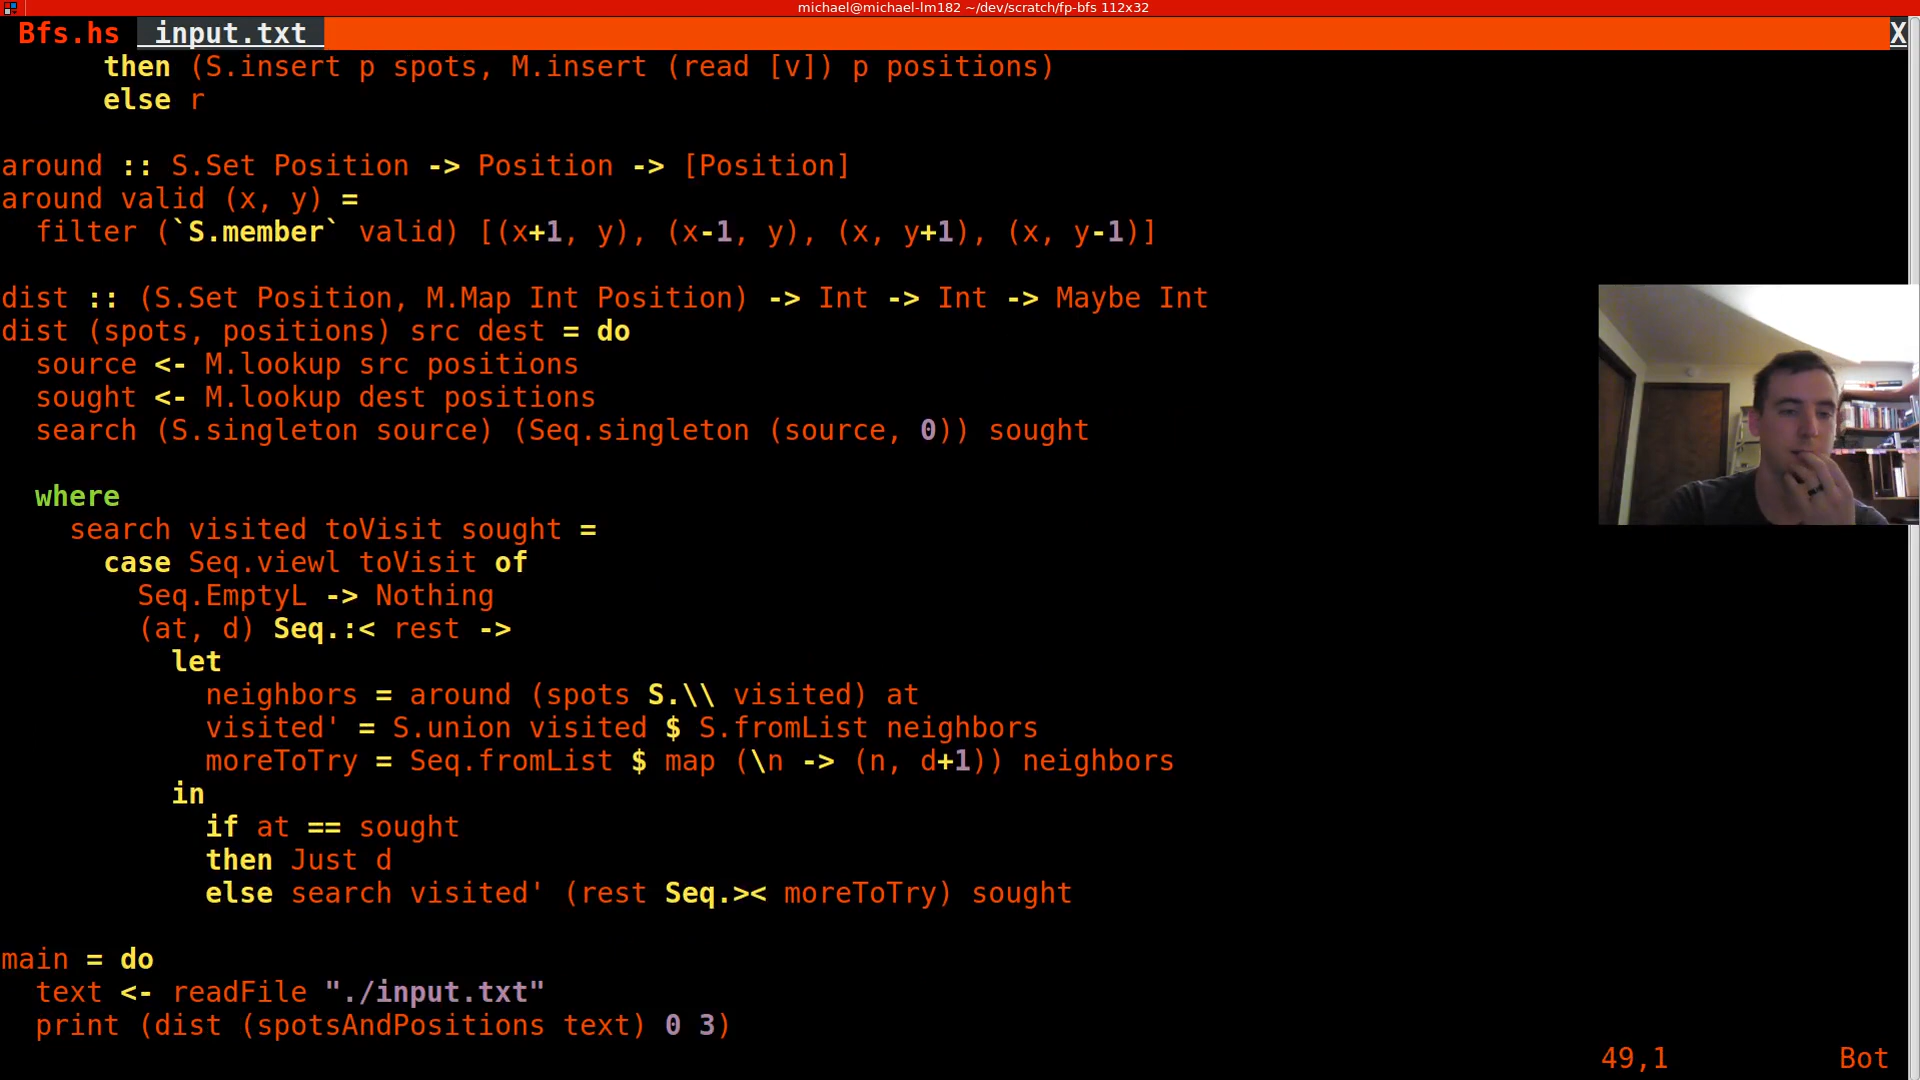 michael@michael-lm182 ~/dev/scratch/fp-bfs 112x32
Bfs.hs input.txt X
then (S.insert p spots, M.insert (read [v]) p positions)
else r
around :: S.Set Position -> Position -> [Position]
around valid (x, y) =
filter (`S.member` valid) [(x+1, y), (x-1, y), (x, y+1), (x, y-1)]
dist :: (S.Set Position, M.Map Int Position) -> Int -> Int -> Maybe Int
dist (spots, positions) src dest = do
source <- M.lookup src positions
sought <- M.lookup dest positions
search (S.singleton source) (Seq.singleton (source, 0)) sought
where
search visited toVisit sought =
case Seq.viewl toVisit of
Seq.EmptyL -> Nothing
(at, d) Seq.:< rest ->
let
neighbors = around (spots S.\\ visited) at
visited' = S.union visited $ S.fromList neighbors
moreToTry = Seq.fromList $ map (\n -> (n, d+1)) neighbors
in
if at == sought
then Just d
else search visited' (rest Seq.>< moreToTry) sought
main = do
text <- readFile "./input.txt"
print (dist (spotsAndPositions text) 0 3)
49,1 Bot